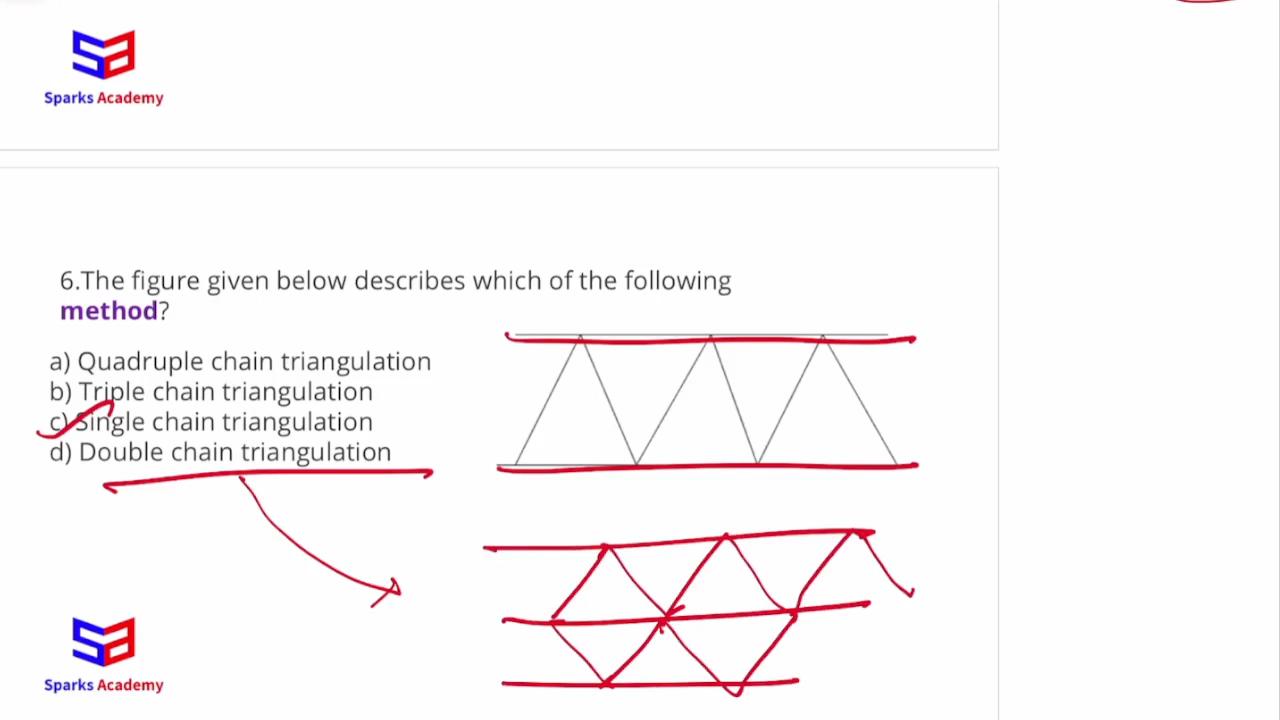 Sparks Academy
6.The figure given below describes which of the following
method?
a) Quadruple chain triangulation
b) Triple chain triangulation
c) Single chain triangulation
d) Double chain triangulation
Sparks Academy